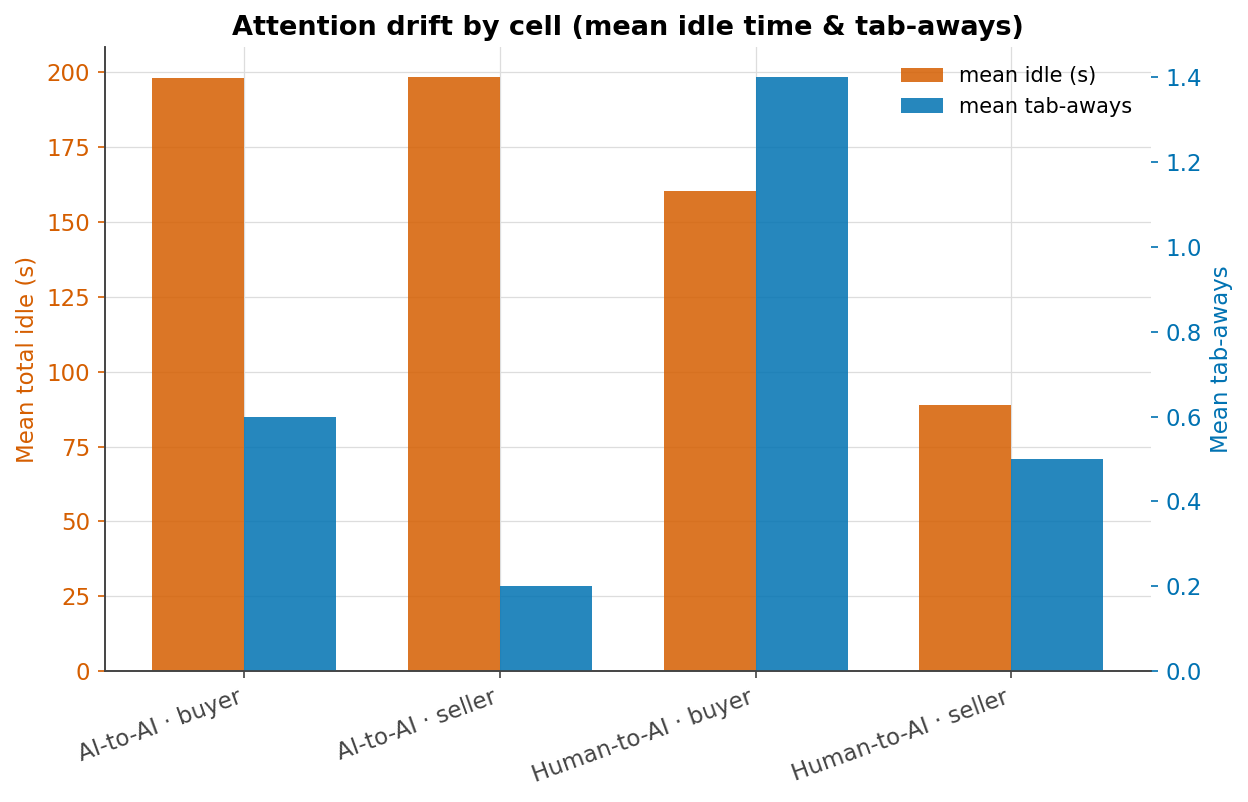 Attention drift by cell (mean idle time & tab-aways)
mean idle (s)
mean tab-aways
Mean total idle (s)
200
175
150
125
100
75
50
25
0
1.4
1.2
1.0
0.8
0.6
0.4
0.2
0.0
Mean tab-aways
AI-to-AI · buyer
AI-to-AI · seller
Human-to-AI · buyer
Human-to-AI · seller